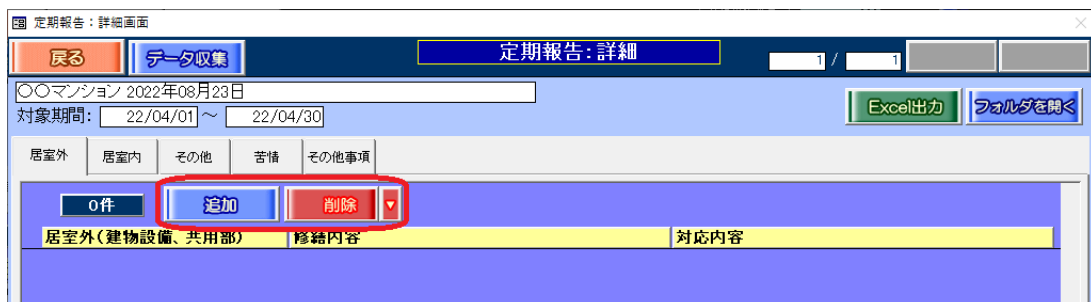 定期報告：詳細画面
戻る データ収集 定期報告：詳細 1 / 1
〇〇マンション 2022年08月23日
対象期間： 22/04/01 ～ 22/04/30 Excel出力 フォルダを開く
居室外 居室内 その他 苦情 その他事項
0件 追加 削除 ▼
居室外(建物設備、共用部) 修繕内容 対応内容